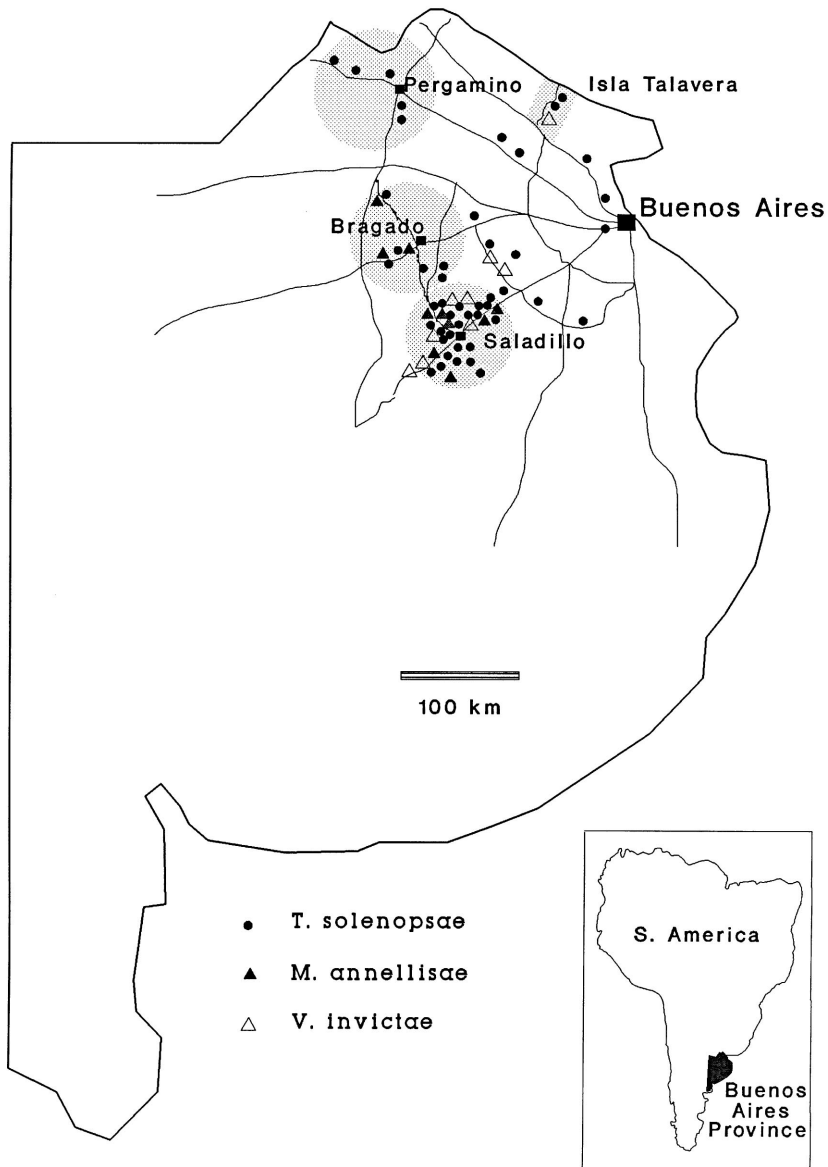 Pergamino
Isla Talavera
Buenos Aires
Bragado
Saladillo
100 km
T. solenopsae
M. annellisae
V. invictae
S. America
Buenos
Aires
Province